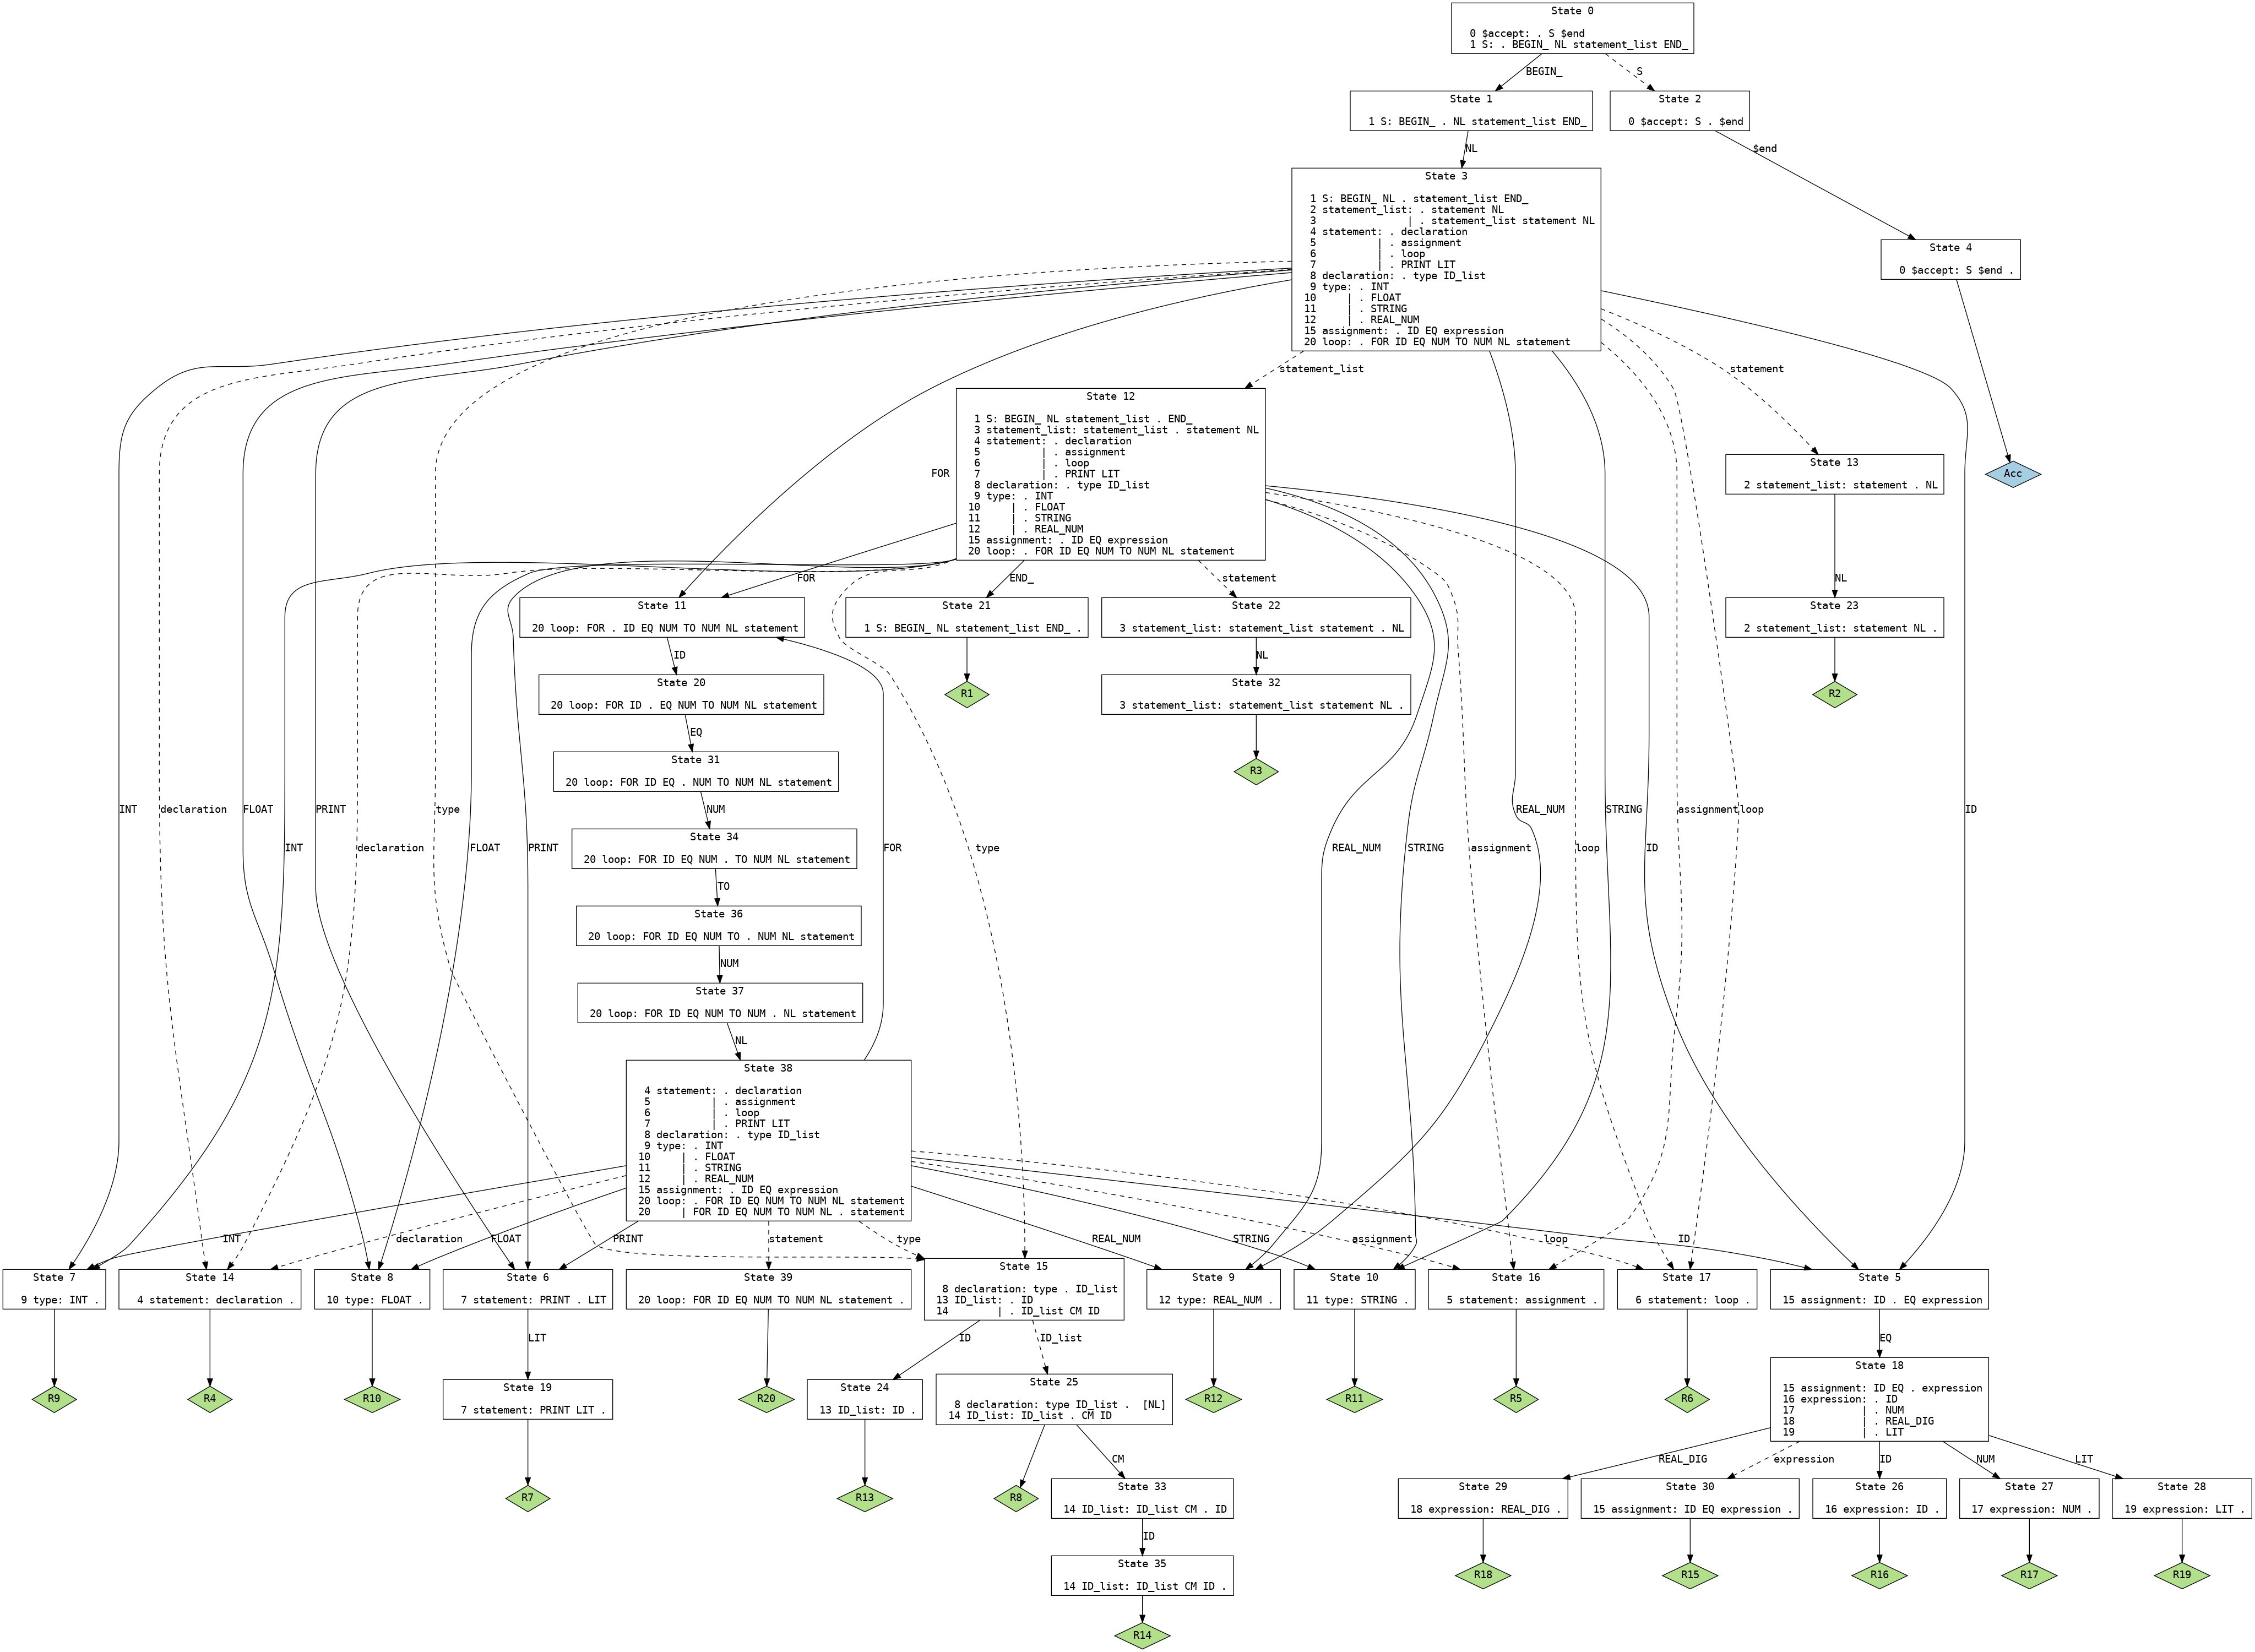 State 0
0 $accept: . S $end
1 S: . BEGIN_ NL statement_list END_
BEGIN_
S
State 1
1 S: BEGIN_ . NL statement_list END_
State 2
0 $accept: S . $end
NL
$end
State 3
1 S: BEGIN_ NL . statement_list END_
2 statement_list: . statement NL
3 | . statement_list statement NL
4 statement: . declaration
5 | . assignment
6 | . loop
7 | . PRINT LIT
8 declaration: . type ID_list
9 type: . INT
10 | . FLOAT
11 | . STRING
12 | . REAL_NUM
15 assignment: . ID EQ expression
20 loop: . FOR ID EQ NUM TO NUM NL statement
State 4
0 $accept: S $end .
statement_list
statement
State 12
1 S: BEGIN_ NL statement_list . END_
3 statement_list: statement_list . statement NL
4 statement: . declaration
5 | . assignment
6 | . loop
7 | . PRINT LIT
8 declaration: . type ID_list
9 type: . INT
10 | . FLOAT
11 | . STRING
12 | . REAL_NUM
15 assignment: . ID EQ expression
20 loop: . FOR ID EQ NUM TO NUM NL statement
State 13
2 statement_list: statement . NL
Acc
FOR
FOR
END_
statement
NL
State 11
20 loop: FOR . ID EQ NUM TO NUM NL statement
State 21
1 S: BEGIN_ NL statement_list END_ .
State 22
3 statement_list: statement_list statement . NL
State 23
2 statement_list: statement NL .
ID
NL
State 20
20 loop: FOR ID . EQ NUM TO NUM NL statement
R1
State 32
3 statement_list: statement_list statement NL .
R2
EQ
State 31
20 loop: FOR ID EQ . NUM TO NUM NL statement
R3
INT
declaration
FLOAT
PRINT
type
NUM
REAL_NUM
STRING
assignment
loop
ID
State 34
20 loop: FOR ID EQ NUM . TO NUM NL statement
INT
declaration
FLOAT
PRINT
FOR
type
REAL_NUM
STRING
assignment
loop
ID
TO
State 36
20 loop: FOR ID EQ NUM TO . NUM NL statement
NUM
State 37
20 loop: FOR ID EQ NUM TO NUM . NL statement
NL
State 38
4 statement: . declaration
5 | . assignment
6 | . loop
7 | . PRINT LIT
8 declaration: . type ID_list
9 type: . INT
10 | . FLOAT
11 | . STRING
12 | . REAL_NUM
15 assignment: . ID EQ expression
20 loop: . FOR ID EQ NUM TO NUM NL statement
20 | FOR ID EQ NUM TO NUM NL . statement
INT
declaration
FLOAT
PRINT
statement
type
REAL_NUM
STRING
assignment
loop
ID
State 7
9 type: INT .
State 14
4 statement: declaration .
State 8
10 type: FLOAT .
State 6
7 statement: PRINT . LIT
State 39
20 loop: FOR ID EQ NUM TO NUM NL statement .
State 15
8 declaration: type . ID_list
13 ID_list: . ID
14 | . ID_list CM ID
State 9
12 type: REAL_NUM .
State 10
11 type: STRING .
State 16
5 statement: assignment .
State 17
6 statement: loop .
State 5
15 assignment: ID . EQ expression
LIT
ID
ID_list
EQ
R9
R4
R10
State 19
7 statement: PRINT LIT .
R20
State 24
13 ID_list: ID .
State 25
8 declaration: type ID_list . [NL]
14 ID_list: ID_list . CM ID
R12
R11
R5
R6
State 18
15 assignment: ID EQ . expression
16 expression: . ID
17 | . NUM
18 | . REAL_DIG
19 | . LIT
CM
REAL_DIG
expression
ID
NUM
LIT
R7
R13
R8
State 33
14 ID_list: ID_list CM . ID
State 29
18 expression: REAL_DIG .
State 30
15 assignment: ID EQ expression .
State 26
16 expression: ID .
State 27
17 expression: NUM .
State 28
19 expression: LIT .
ID
State 35
14 ID_list: ID_list CM ID .
R18
R15
R16
R17
R19
R14